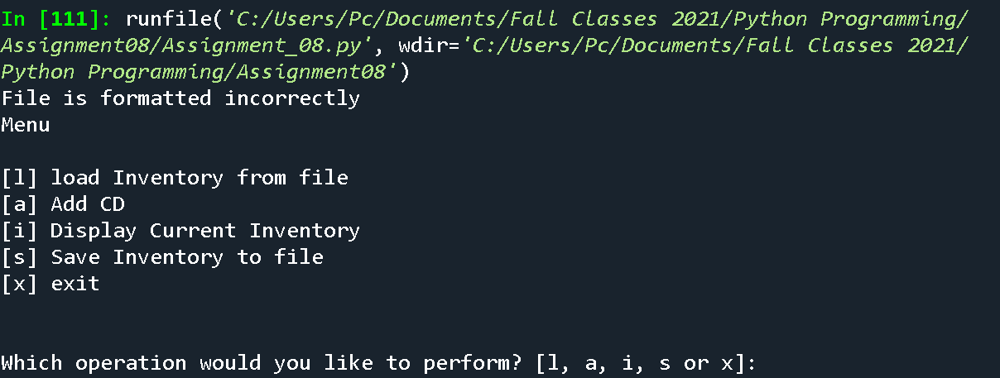 In [111]: runfile('C:/Users/Pc/Documents/Fall Classes 2021/Python Programming/
Assignment08/Assignment_08.py', wdir='C:/Users/Pc/Documents/Fall Classes 2021/
Python Programming/Assignment08')
File is formatted incorrectly
Menu
[l] load Inventory from file
[a] Add CD
[i] Display Current Inventory
[s] Save Inventory to file
[x] exit
Which operation would you like to perform? [l, a, i, s or x]: